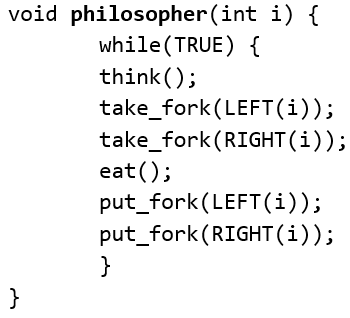 void philosopher(int i) {
while(TRUE) {
think();
take_fork(LEFT(i));
take_fork(RIGHT(i));
eat();
put_fork(LEFT(i));
put_fork(RIGHT(i));
}
}